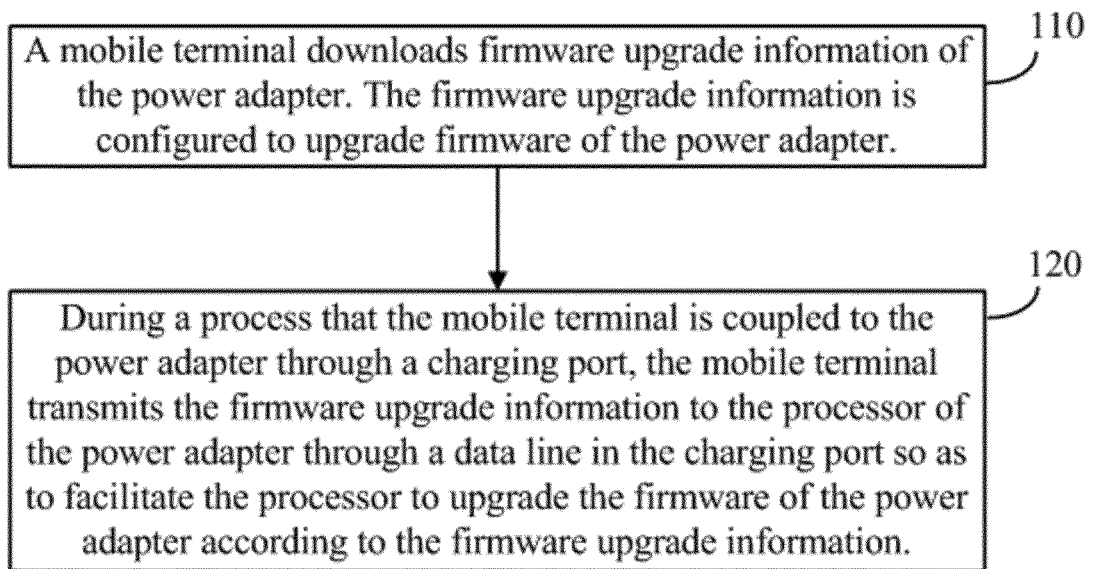 110
A mobile terminal downloads firmware upgrade information of
the power adapter. The firmware upgrade information is
configured to upgrade firmware of the power adapter.
120
During a process that the mobile terminal is coupled to the
power adapter through a charging port, the mobile terminal
transmits the firmware upgrade information to the processor of
the power adapter through a data line in the charging port so as
to facilitate the processor to upgrade the firmware of the power
adapter according to the firmware upgrade information.